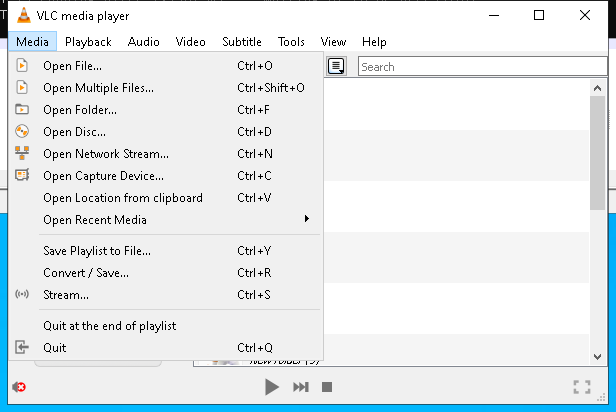 VLC media player
Media Playback Audio Video Subtitle Tools View Help
Search
Open File... Ctrl+O
Open Multiple Files... Ctrl+Shift+O
Open Folder... Ctrl+F
Open Disc... Ctrl+D
Open Network Stream... Ctrl+N
Open Capture Device... Ctrl+C
Open Location from clipboard Ctrl+V
Open Recent Media
Save Playlist to File... Ctrl+Y
Convert / Save... Ctrl+R
Stream... Ctrl+S
Quit at the end of playlist
Quit Ctrl+Q